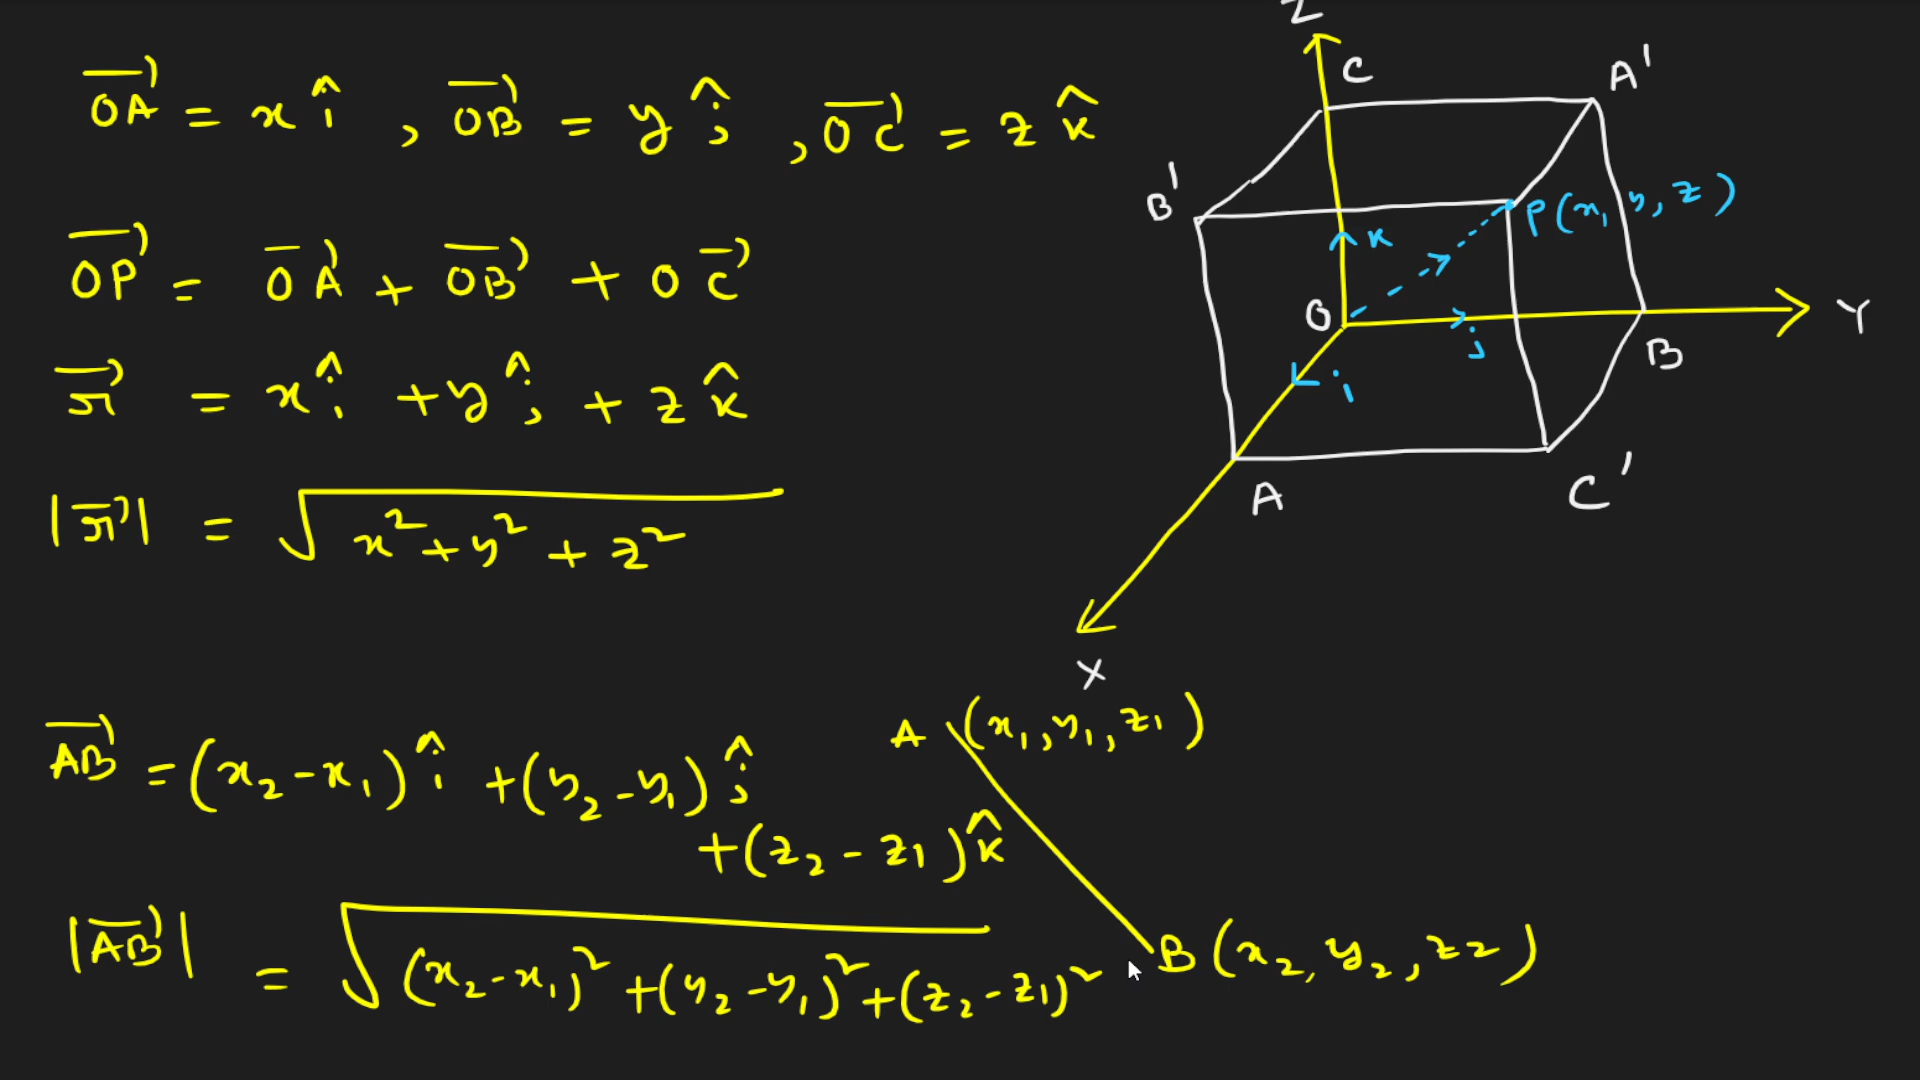 →OA = x î , →OB = y ĵ , →OC = z k̂
→OP = →OA + →OB + O→C
→r = x î + y ĵ + z k̂
|→r| = √(x² + y² + z²)
→AB = (x₂ - x₁) î + (y₂ - y₁) ĵ
+ (z₂ - z₁) k̂
|→AB| = √((x₂ - x₁)² + (y₂ - y₁)² + (z₂ - z₁)²)
Z
C
A'
B'
P(x, y, z)
k
O
j
Y
B
i
A
C'
X
A (x₁, y₁, z₁)
B (x₂, y₂, z₂)